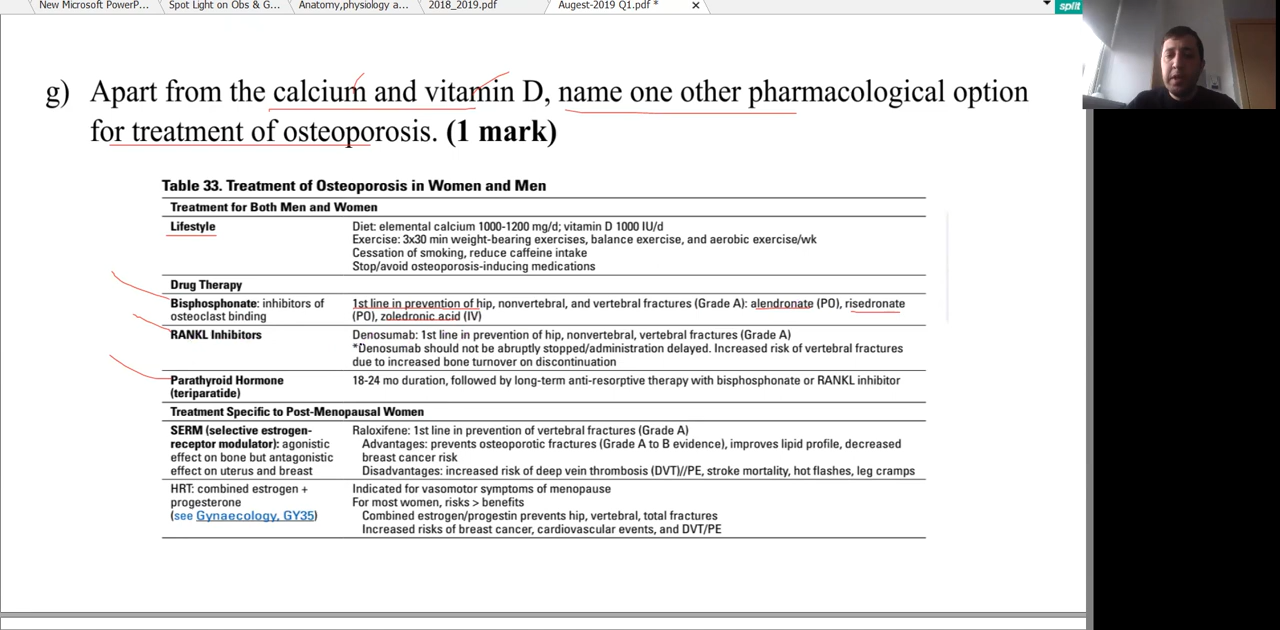 New Microsoft PowerP...
Spot Light on Obs & G...
Anatomy,physiology a...
2018_2019.pdf
Augest-2019 Q1.pdf *
split
g) Apart from the calcium and vitamin D, name one other pharmacological option
for treatment of osteoporosis. (1 mark)
Table 33. Treatment of Osteoporosis in Women and Men
Treatment for Both Men and Women
Lifestyle
Diet: elemental calcium 1000-1200 mg/d; vitamin D 1000 IU/d
Exercise: 3x30 min weight-bearing exercises, balance exercise, and aerobic exercise/wk
Cessation of smoking, reduce caffeine intake
Stop/avoid osteoporosis-inducing medications
Drug Therapy
Bisphosphonate: inhibitors of
osteoclast binding
1st line in prevention of hip, nonvertebral, and vertebral fractures (Grade A): alendronate (PO), risedronate
(PO), zoledronic acid (IV)
RANKL Inhibitors
Denosumab: 1st line in prevention of hip, nonvertebral, vertebral fractures (Grade A)
*Denosumab should not be abruptly stopped/administration delayed. Increased risk of vertebral fractures
due to increased bone turnover on discontinuation
Parathyroid Hormone
(teriparatide)
18-24 mo duration, followed by long-term anti-resorptive therapy with bisphosphonate or RANKL inhibitor
Treatment Specific to Post-Menopausal Women
SERM (selective estrogen-
receptor modulator): agonistic
effect on bone but antagonistic
effect on uterus and breast
Raloxifene: 1st line in prevention of vertebral fractures (Grade A)
Advantages: prevents osteoporotic fractures (Grade A to B evidence), improves lipid profile, decreased
breast cancer risk
Disadvantages: increased risk of deep vein thrombosis (DVT)//PE, stroke mortality, hot flashes, leg cramps
HRT: combined estrogen +
progesterone
(see Gynaecology, GY35)
Indicated for vasomotor symptoms of menopause
For most women, risks > benefits
Combined estrogen/progestin prevents hip, vertebral, total fractures
Increased risks of breast cancer, cardiovascular events, and DVT/PE